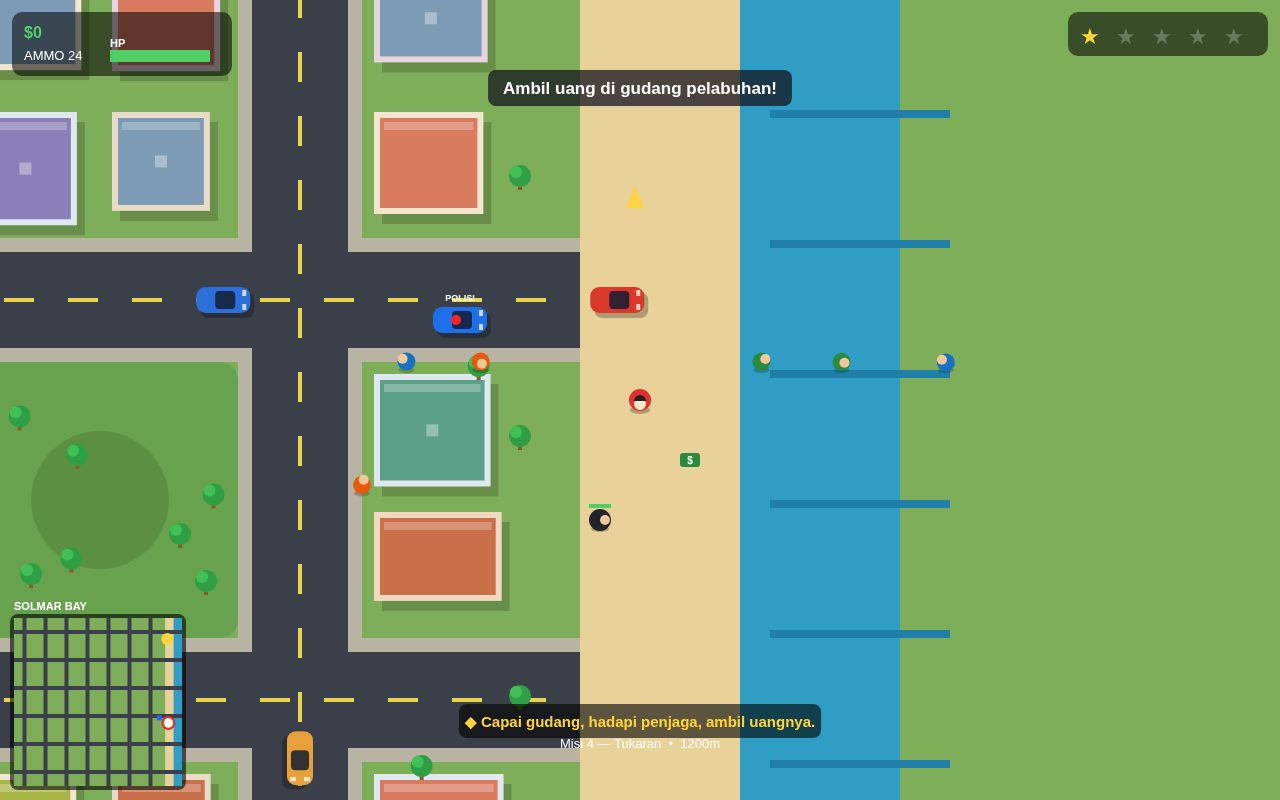 $0
HP
AMMO 24
Ambil uang di gudang pelabuhan!
POLISI
$
SOLMAR BAY
◆ Capai gudang, hadapi penjaga, ambil uangnya.
Misi 4 — Tukaran • 1200m